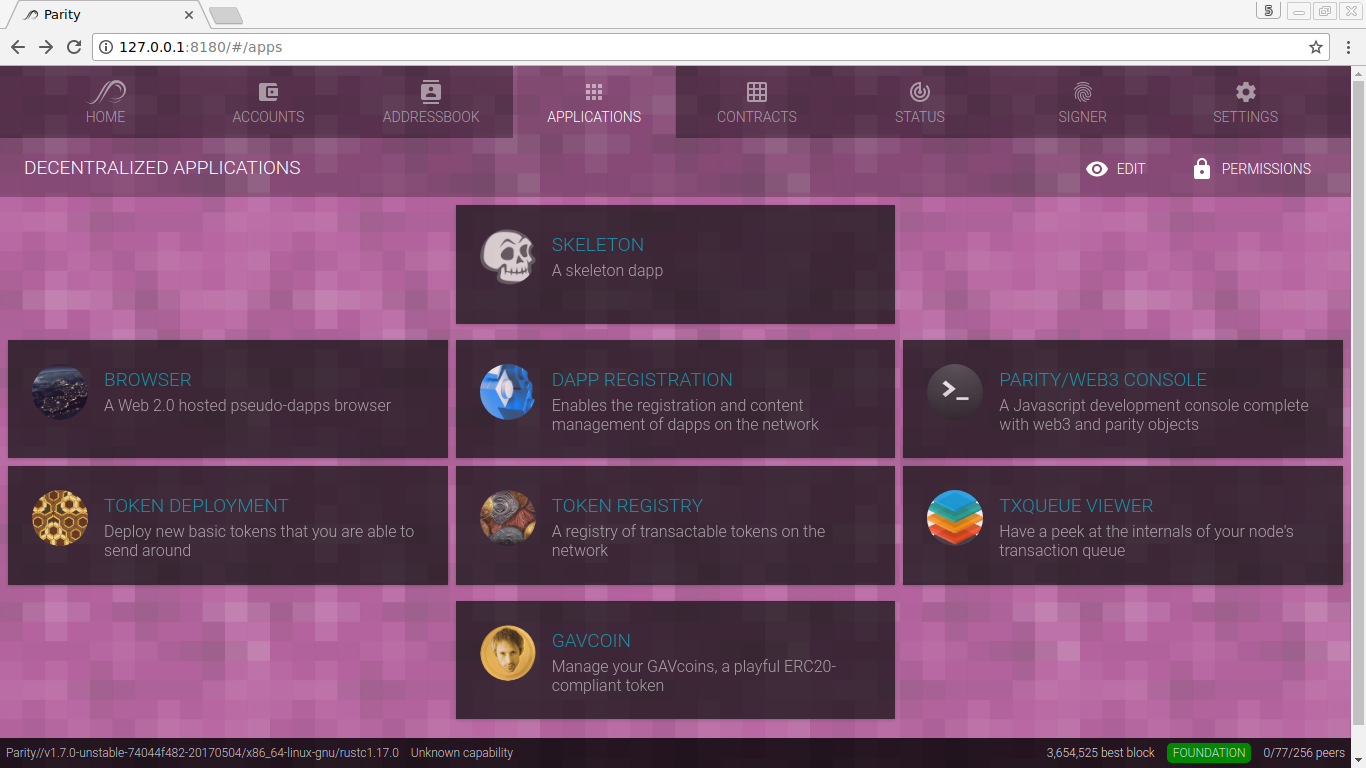 Parity
5
127.0.0.1:8180/#/apps
HOME
ACCOUNTS
ADDRESSBOOK
APPLICATIONS
CONTRACTS
STATUS
SIGNER
SETTINGS
DECENTRALIZED APPLICATIONS
EDIT
PERMISSIONS
SKELETON
A skeleton dapp
BROWSER
A Web 2.0 hosted pseudo-dapps browser
DAPP REGISTRATION
Enables the registration and content
management of dapps on the network
PARITY/WEB3 CONSOLE
A Javascript development console complete
with web3 and parity objects
TOKEN DEPLOYMENT
Deploy new basic tokens that you are able to
send around
TOKEN REGISTRY
A registry of transactable tokens on the
network
TXQUEUE VIEWER
Have a peek at the internals of your node's
transaction queue
GAVCOIN
Manage your GAVcoins, a playful ERC20-
compliant token
Parity//v1.7.0-unstable-74044f482-20170504/x86_64-linux-gnu/rustc1.17.0 Unknown capability
3,654,525 best block FOUNDATION 0/77/256 peers